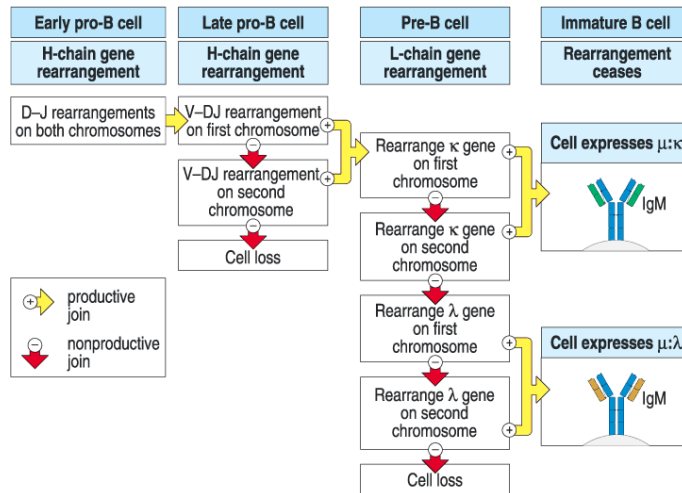 Early pro-B cell
Late pro-B cell
Pre-B cell
Immature B cell
H-chain gene
rearrangement
H-chain gene
rearrangement
L-chain gene
rearrangement
Rearrangement
ceases
D–J rearrangements
on both chromosomes
V–DJ rearrangement
on first chromosome
+
−
V–DJ rearrangement
on second
chromosome
+
−
Cell loss
Rearrange κ gene
on first
chromosome
+
−
Rearrange κ gene
on second
chromosome
+
−
Rearrange λ gene
on first
chromosome
+
−
Rearrange λ gene
on second
chromosome
+
−
Cell loss
Cell expresses μ:κ
IgM
Cell expresses μ:λ
IgM
+
productive
join
−
nonproductive
join